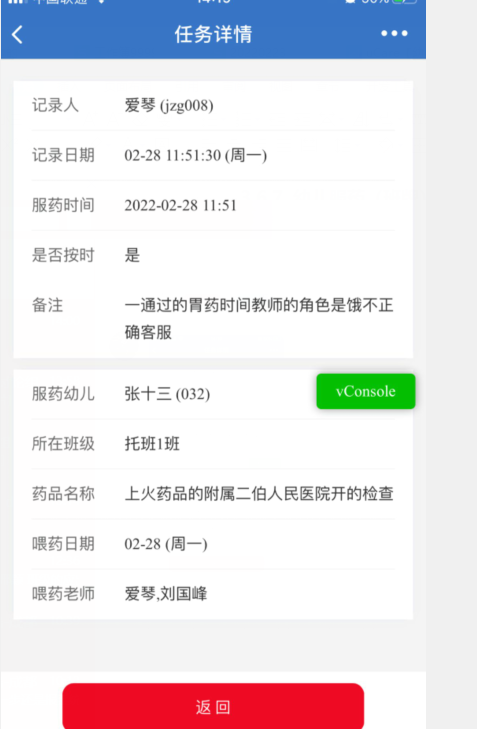 任务详情
记录人 爱琴 (jzg008)
记录日期 02-28 11:51:30 (周一)
服药时间 2022-02-28 11:51
是否按时 是
备注 一通过的胃药时间教师的角色是饿不正
确客服
服药幼儿 张十三 (032)
vConsole
所在班级 托班1班
药品名称 上火药品的附属二伯人民医院开的检查
喂药日期 02-28 (周一)
喂药老师 爱琴,刘国峰
返回